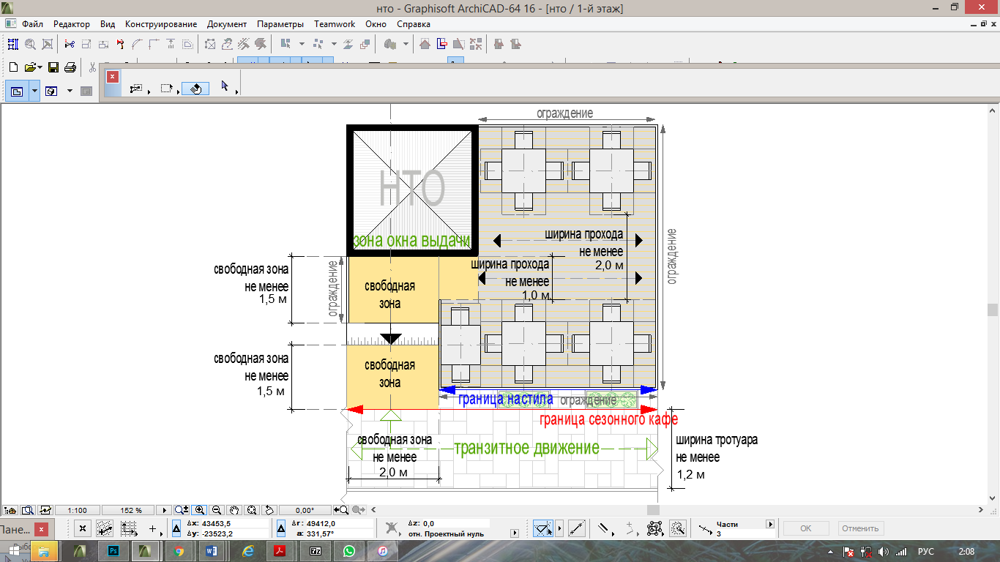 нто - Graphisoft ArchiCAD-64 16 - [нто / 1-й этаж]
Файл Редактор Вид Конструирование Документ Параметры Teamwork Окно Справка
ограждение
НТО
зона окна выдачи
ширина прохода
не менее
2,0 м
ограждение
ширина прохода
не менее
1,0 м
свободная зона
не менее
1,5 м
ограждение
свободная
зона
свободная зона
не менее
1,5 м
свободная
зона
граница настила
ограждение
граница сезонного кафе
свободная зона
не менее
2,0 м
транзитное движение
ширина тротуара
не менее
1,2 м
1:100 152 % 0,00°
Пане...
Δx: 43453,5
Δy: -23523,2
Δr: 49412,0
a: 331,57°
Δz: 0,0
отн. Проектный нуль
Части
3
OK Отменить
Ps
7z
РУС
2:08